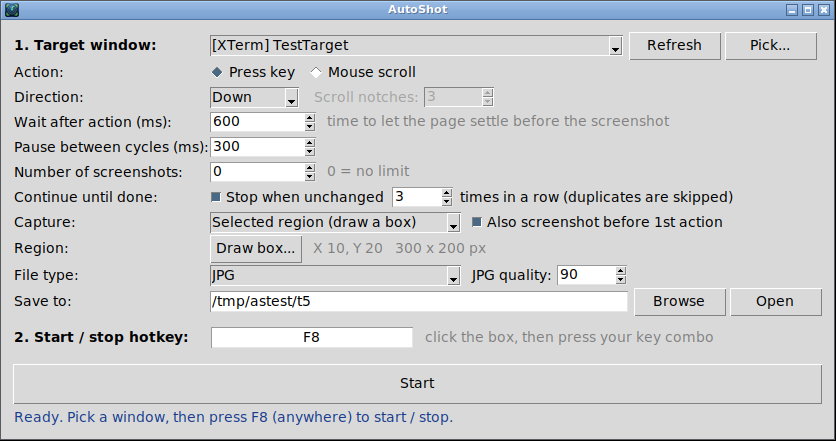 AutoShot
1. Target window: [XTerm] TestTarget Refresh Pick...
Action: Press key Mouse scroll
Direction: Down Scroll notches: 3
Wait after action (ms): 600 time to let the page settle before the screenshot
Pause between cycles (ms): 300
Number of screenshots: 0 0 = no limit
Continue until done: Stop when unchanged 3 times in a row (duplicates are skipped)
Capture: Selected region (draw a box) Also screenshot before 1st action
Region: Draw box... X 10, Y 20 300 x 200 px
File type: JPG JPG quality: 90
Save to: /tmp/astest/t5 Browse Open
2. Start / stop hotkey: F8 click the box, then press your key combo
Start
Ready. Pick a window, then press F8 (anywhere) to start / stop.